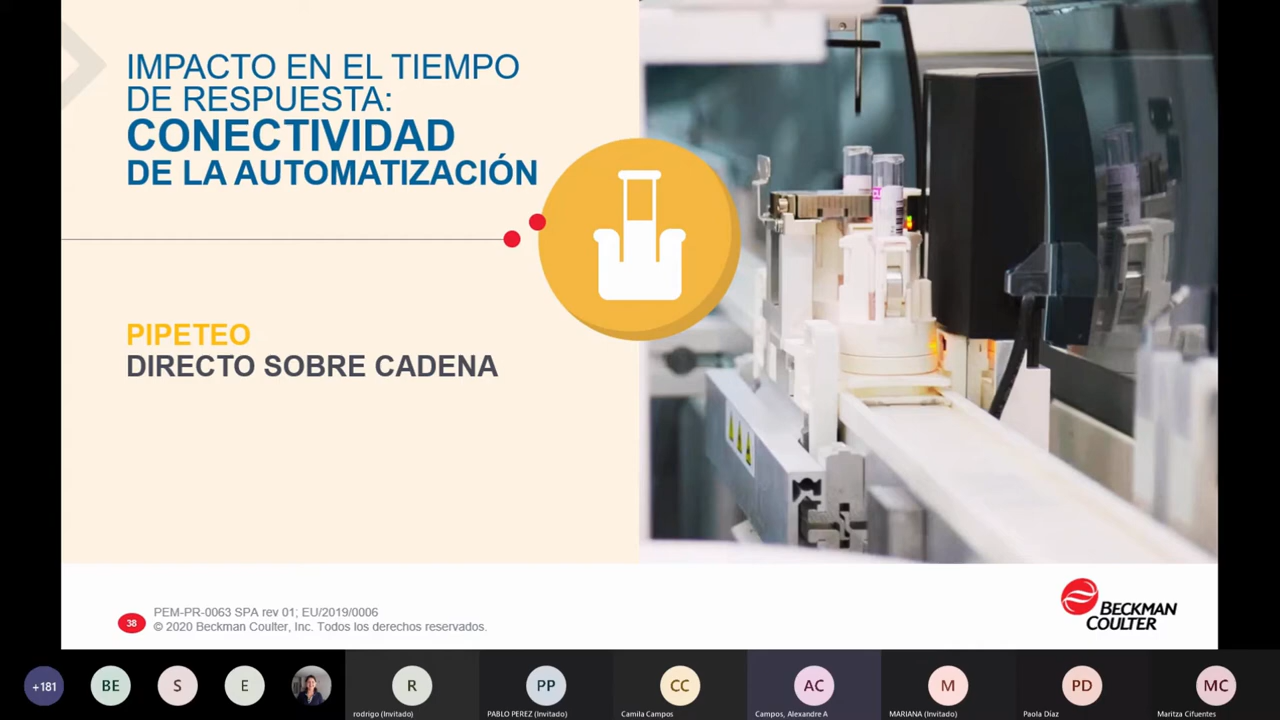 IMPACTO EN EL TIEMPO
DE RESPUESTA:
CONECTIVIDAD
DE LA AUTOMATIZACIÓN
PIPETEO
DIRECTO SOBRE CADENA
38
PEM-PR-0063 SPA rev 01; EU/2019/0006
© 2020 Beckman Coulter, Inc. Todos los derechos reservados.
BECKMAN
COULTER
+181
BE
S
E
R
rodrigo (Invitado)
PP
PABLO PEREZ (Invitado)
CC
Camila Campos
AC
Campos, Alexandre A
M
MARIANA (Invitado)
PD
Paola Díaz
MC
Maritza Cifuentes